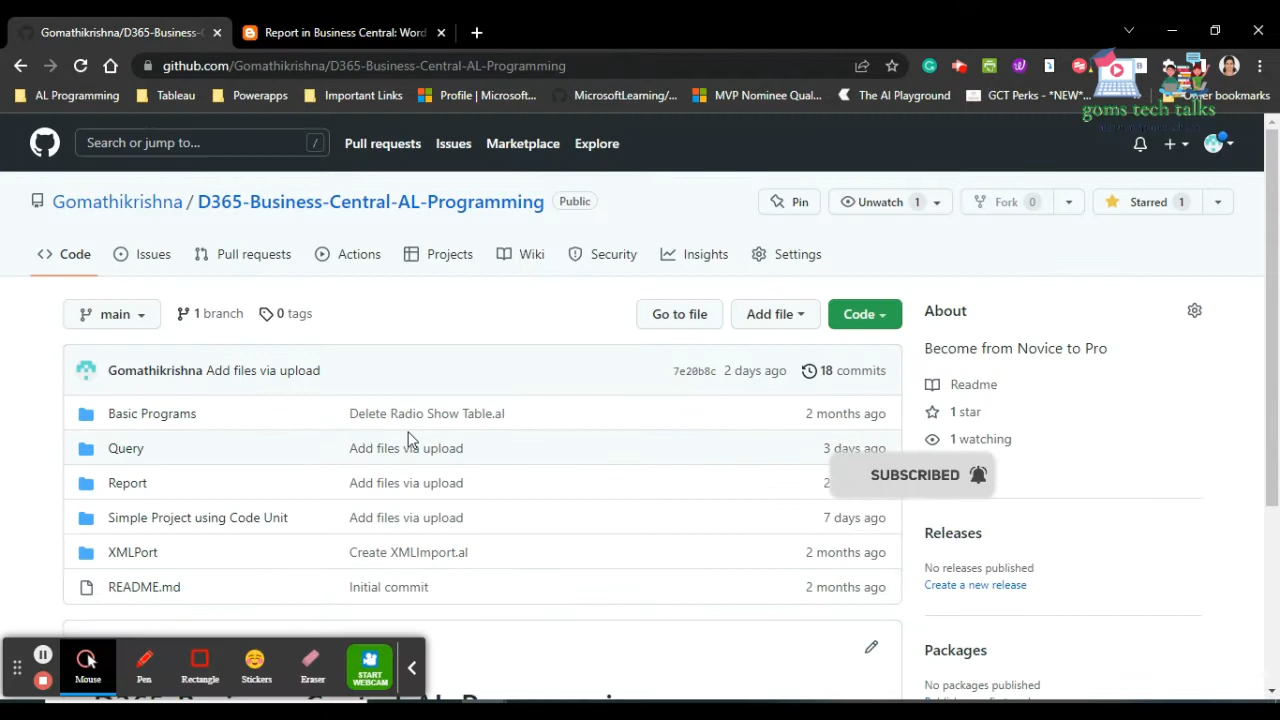 Gomathikrishna/D365-Business-C
Report in Business Central: Word
github.com/Gomathikrishna/D365-Business-Central-AL-Programming
AL Programming
Tableau
Powerapps
Important Links
Profile | Microsoft...
MicrosoftLearning/...
MVP Nominee Qual...
The AI Playground
GCT Perks - *NEW*...
Other bookmarks
goms tech talks
Search or jump to...
/
Pull requests
Issues
Marketplace
Explore
Gomathikrishna / D365-Business-Central-AL-Programming
Public
Pin
Unwatch 1
Fork 0
Starred 1
Code
Issues
Pull requests
Actions
Projects
Wiki
Security
Insights
Settings
main
1 branch
0 tags
Go to file
Add file
Code
About
Become from Novice to Pro
Readme
1 star
1 watching
Gomathikrishna Add files via upload
7e20b8c 2 days ago
18 commits
Basic Programs
Delete Radio Show Table.al
2 months ago
Query
Add files via upload
3 days ago
Report
Add files via upload
2
Simple Project using Code Unit
Add files via upload
7 days ago
XMLPort
Create XMLImport.al
2 months ago
README.md
Initial commit
2 months ago
SUBSCRIBED
Releases
No releases published
Create a new release
Packages
No packages published
Mouse
Pen
Rectangle
Stickers
Eraser
START
WEBCAM